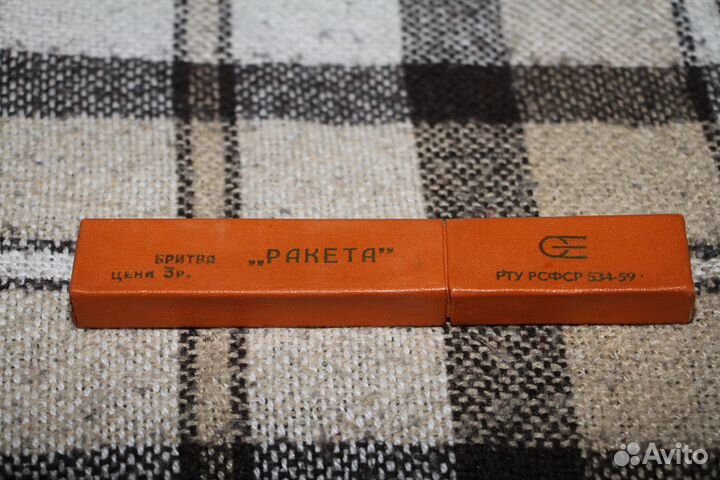 БРИТВА
ЦЕНА 3р.
„РАКЕТА”
РТУ РСФСР 534-59
Avito